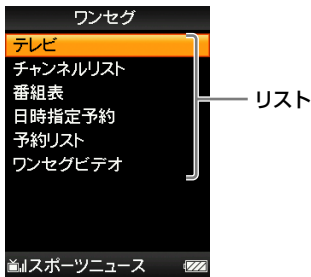 ワンセグ
テレビ
チャンネルリスト
番組表
日時指定予約
予約リスト
ワンセグビデオ
リスト
スポーツニュース